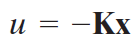 u = −Kx